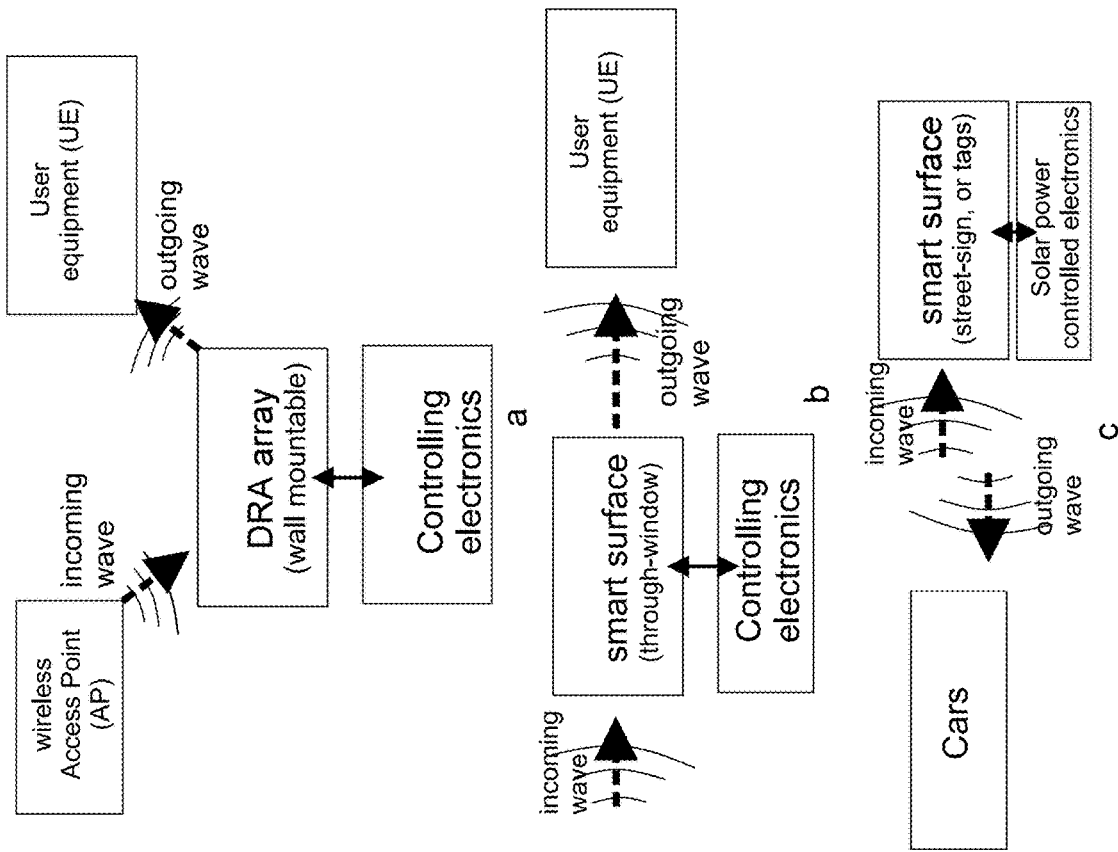 wireless
Access Point
(AP)
incoming
wave
DRA array
(wall mountable)
outgoing
wave
User
equipment (UE)
Controlling
electronics
a
incoming
wave
smart surface
(through-window)
outgoing
wave
User
equipment (UE)
Controlling
electronics
b
Cars
incoming
wave
outgoing
wave
smart surface
(street-sign, or tags)
Solar power
controlled electronics
c